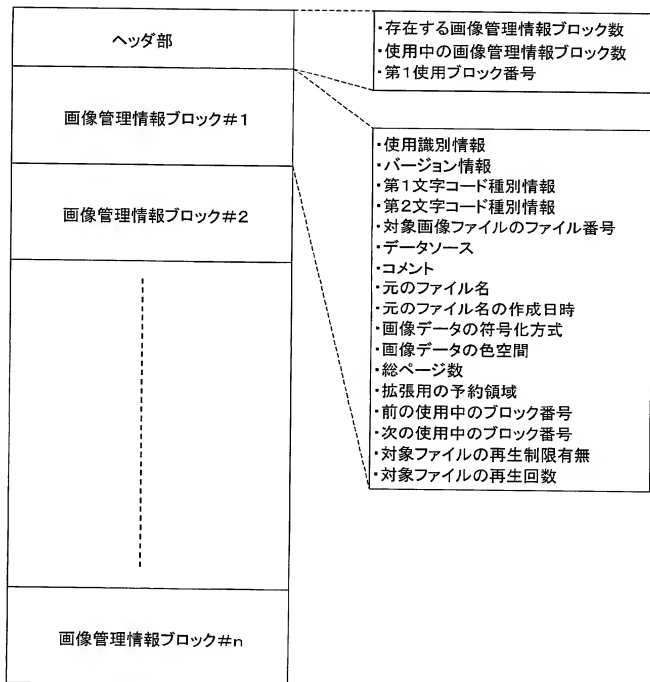 ヘッダ部
・存在する画像管理情報ブロック数
・使用中の画像管理情報ブロック数
・第1使用ブロック番号
画像管理情報ブロック＃1
・使用識別情報
・バージョン情報
・第1文字コード種別情報
・第2文字コード種別情報
・対象画像ファイルのファイル番号
・データソース
・コメント
・元のファイル名
・元のファイル名の作成日時
・画像データの符号化方式
・画像データの色空間
・総ページ数
・拡張用の予約領域
・前の使用中のブロック番号
・次の使用中のブロック番号
・対象ファイルの再生制限有無
・対象ファイルの再生回数
画像管理情報ブロック＃2
画像管理情報ブロック＃n